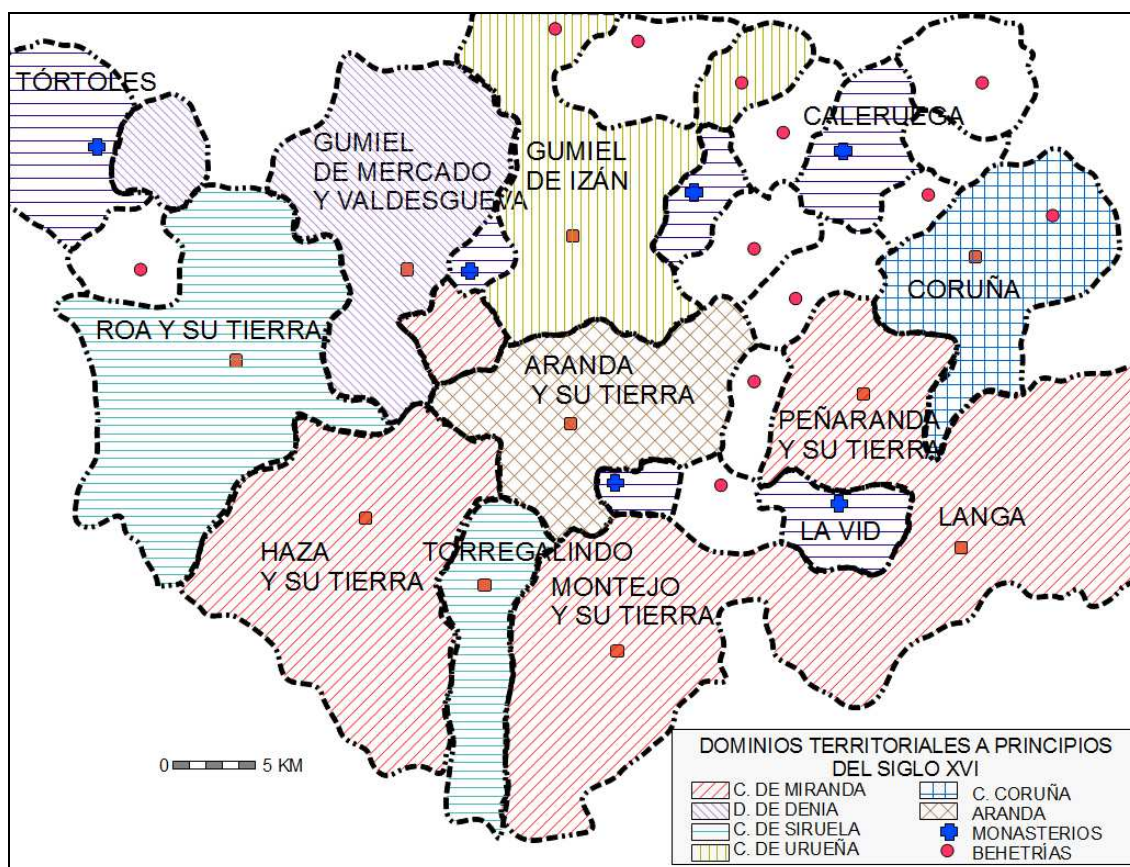 TÓRTOLES
CALERUEGA
GUMIEL
DE MERCADO
Y VALDESGUEVA
GUMIEL
DE IZÁN
CORUÑA
ROA Y SU TIERRA
ARANDA
Y SU TIERRA
PEÑARANDA
Y SU TIERRA
LANGA
LA VID
HAZA
Y SU TIERRA
TORREGALINDO
MONTEJO
Y SU TIERRA
0 5 KM
DOMINIOS TERRITORIALES A PRINCIPIOS
DEL SIGLO XVI
C. DE MIRANDA
D. DE DENIA
C. DE SIRUELA
C. DE URUEÑA
C. CORUÑA
ARANDA
MONASTERIOS
BEHETRÍAS